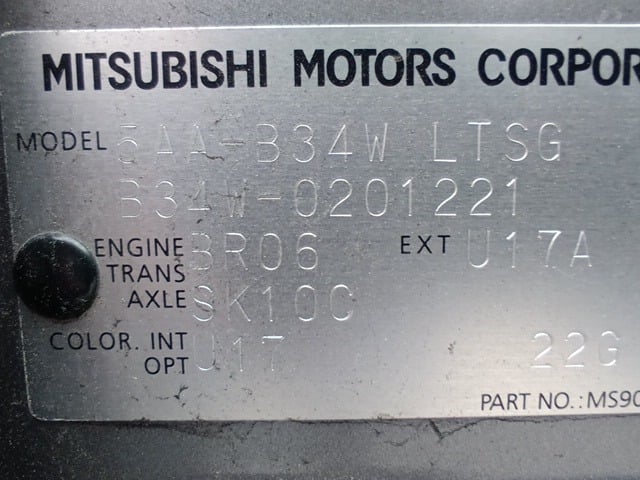 MITSUBISHI MOTORS CORPOR
MODEL 5AA-B34W LTSG
B34W-0201221
ENGINE BR06 EXT U17A
TRANS
AXLE SK10C
COLOR. INT U17 22G
OPT
PART NO.:MS90